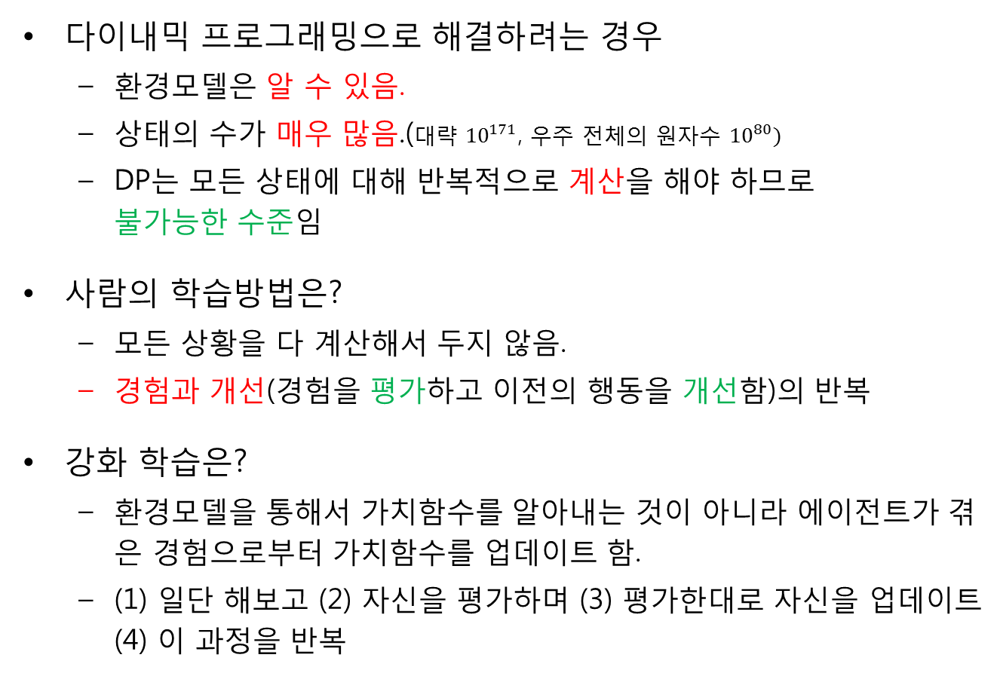 • 다이내믹 프로그래밍으로 해결하려는 경우
– 환경모델은 알 수 있음.
– 상태의 수가 매우 많음.(대략 10¹⁷¹, 우주 전체의 원자수 10⁸⁰)
– DP는 모든 상태에 대해 반복적으로 계산을 해야 하므로
불가능한 수준임
• 사람의 학습방법은?
– 모든 상황을 다 계산해서 두지 않음.
– 경험과 개선(경험을 평가하고 이전의 행동을 개선함)의 반복
• 강화 학습은?
– 환경모델을 통해서 가치함수를 알아내는 것이 아니라 에이전트가 겪
은 경험으로부터 가치함수를 업데이트 함.
– (1) 일단 해보고 (2) 자신을 평가하며 (3) 평가한대로 자신을 업데이트
(4) 이 과정을 반복